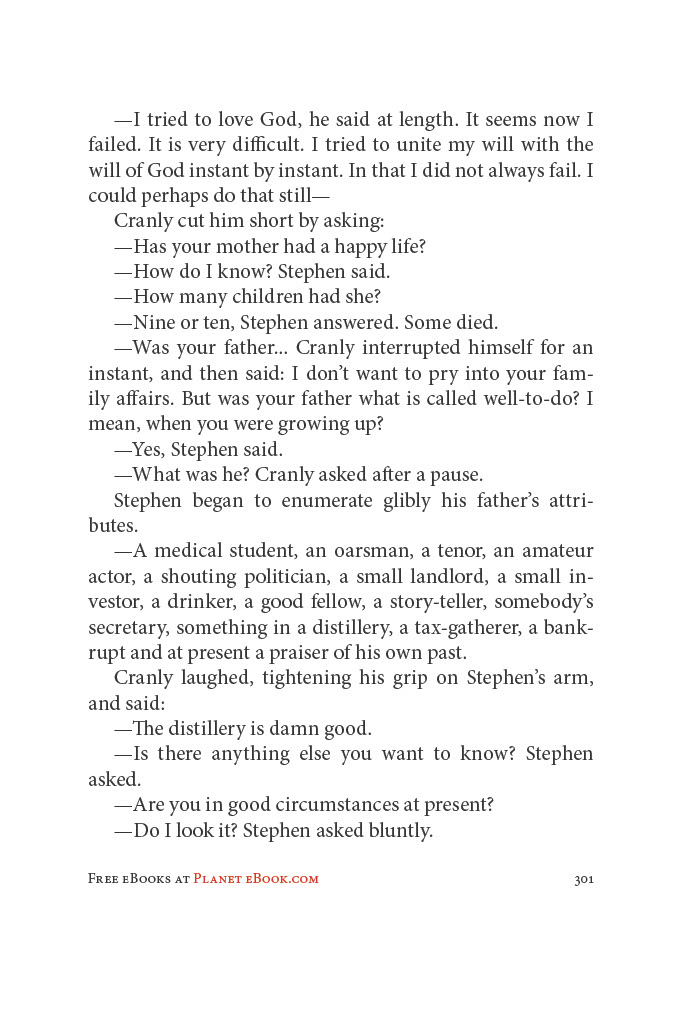 —I tried to love God, he said at length. It seems now I
failed. It is very difficult. I tried to unite my will with the
will of God instant by instant. In that I did not always fail. I
could perhaps do that still—
Cranly cut him short by asking:
—Has your mother had a happy life?
—How do I know? Stephen said.
—How many children had she?
—Nine or ten, Stephen answered. Some died.
—Was your father... Cranly interrupted himself for an
instant, and then said: I don’t want to pry into your fam-
ily affairs. But was your father what is called well-to-do? I
mean, when you were growing up?
—Yes, Stephen said.
—What was he? Cranly asked after a pause.
Stephen began to enumerate glibly his father’s attri-
butes.
—A medical student, an oarsman, a tenor, an amateur
actor, a shouting politician, a small landlord, a small in-
vestor, a drinker, a good fellow, a story-teller, somebody’s
secretary, something in a distillery, a tax-gatherer, a bank-
rupt and at present a praiser of his own past.
Cranly laughed, tightening his grip on Stephen’s arm,
and said:
—The distillery is damn good.
—Is there anything else you want to know? Stephen
asked.
—Are you in good circumstances at present?
—Do I look it? Stephen asked bluntly.
Free eBooks at Planet eBook.com 301